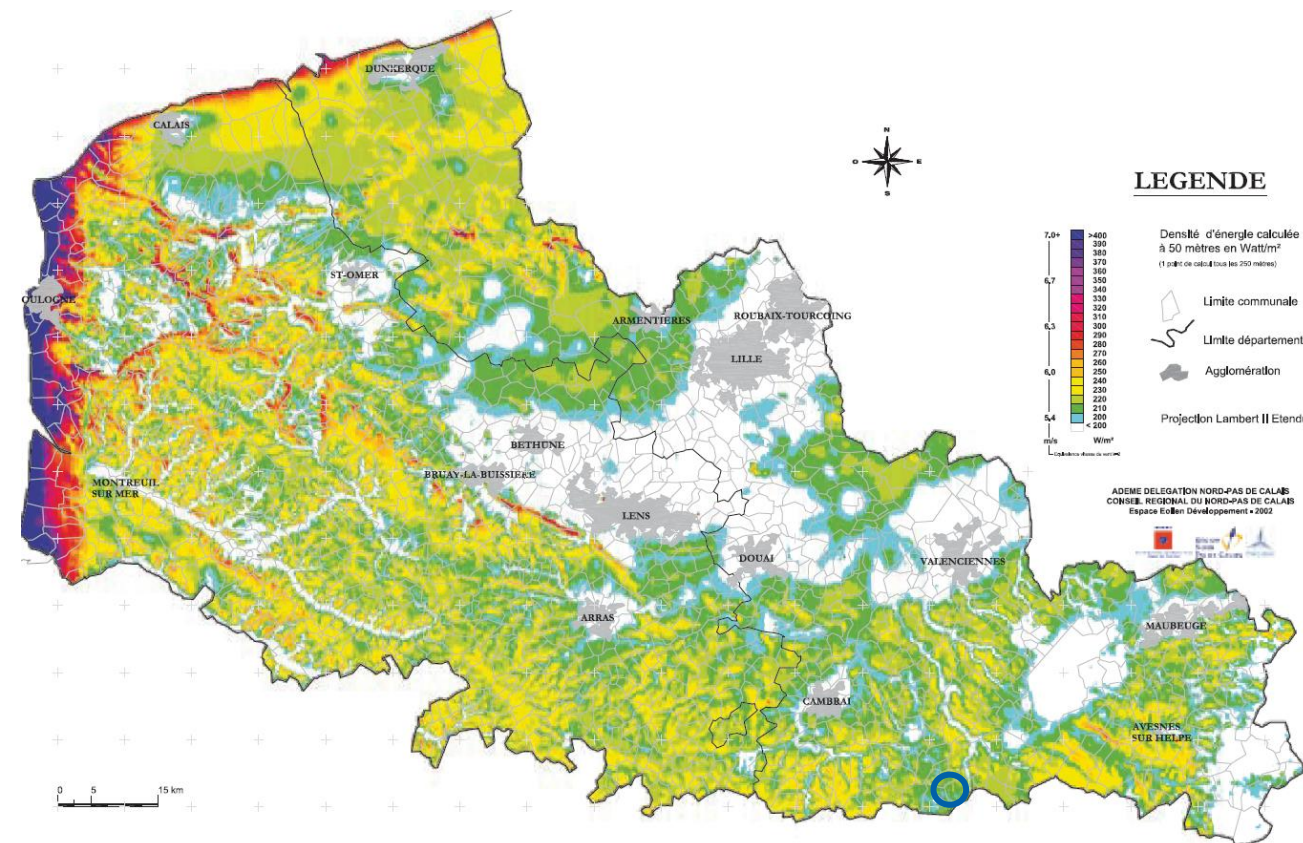 DUNKERQUE
CALAIS
N
O E
S
LEGENDE
7.0+
6,7
6,3
6,0
5,4
m/s
>400
390
380
370
360
350
340
330
320
310
300
290
280
270
260
250
240
230
220
210
200
< 200
W/m²
Densité d'énergie calculée
à 50 mètres en Watt/m²
(1 point de calcul tous les 250 mètres)
Limite communale
Limite département
Agglomération
Projection Lambert II Etend
ST-OMER
OULOGNE
ARMENTIERES
ROUBAIX-TOURCOING
LILLE
BETHUNE
BRUAY-LA-BUISSIERE
MONTREUIL
SUR MER
LENS
DOUAI
VALENCIENNES
ADEME DELEGATION NORD-PAS DE CALAIS
CONSEIL REGIONAL DU NORD-PAS DE CALAIS
Espace Eolien Développement - 2002
ARRAS
MAUBEUGE
CAMBRAI
AVESNES
SUR HELPE
0 5 15 km